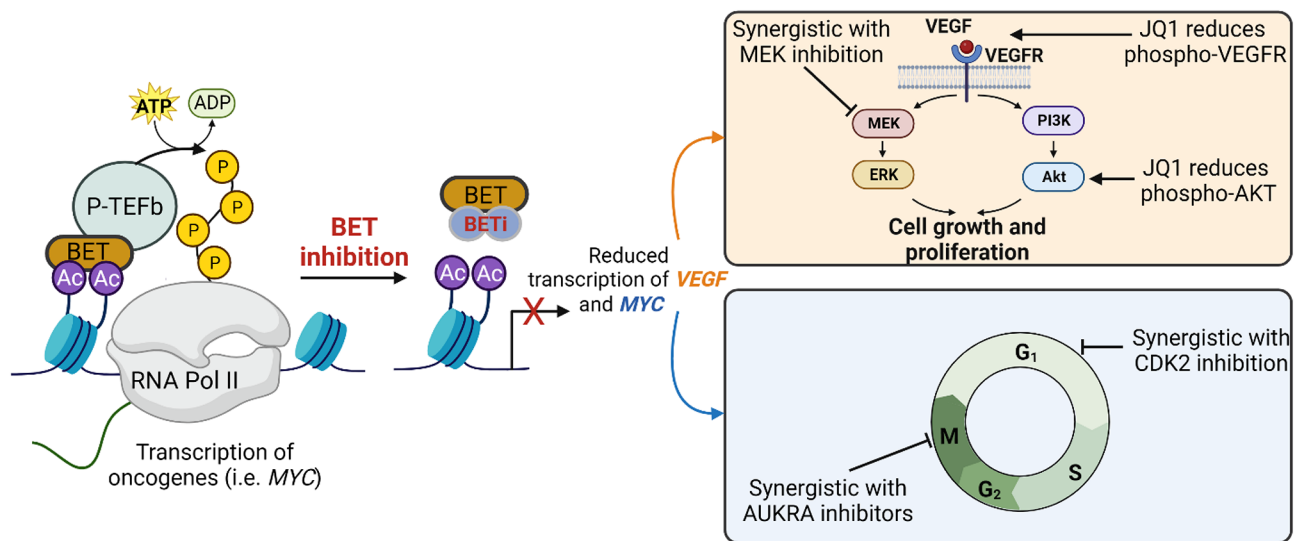 ATP
ADP
P
P
P
P
P-TEFb
BET
Ac Ac
RNA Pol II
Transcription of
oncogenes (i.e. MYC)
BET
inhibition
BET
BETi
Ac Ac
X
Reduced
transcription of VEGF
and MYC
Synergistic with
MEK inhibition
VEGF
VEGFR
JQ1 reduces
phospho-VEGFR
MEK
PI3K
ERK
Akt
JQ1 reduces
phospho-AKT
Cell growth and
proliferation
G₁
Synergistic with
CDK2 inhibition
M
S
G₂
Synergistic with
AUKRA inhibitors